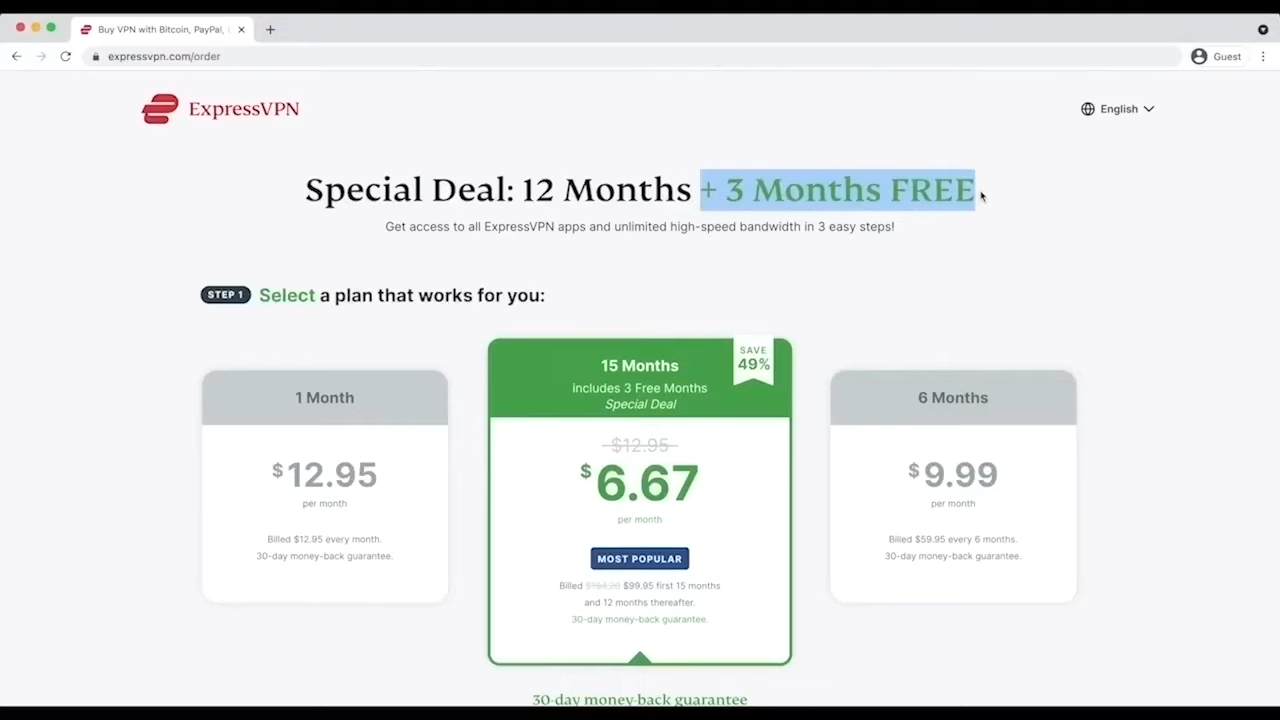 Buy VPN with Bitcoin, PayPal,
expressvpn.com/order
Guest
ExpressVPN
English
Special Deal: 12 Months + 3 Months FREE
Get access to all ExpressVPN apps and unlimited high-speed bandwidth in 3 easy steps!
STEP 1 Select a plan that works for you:
1 Month
$12.95
per month
Billed $12.95 every month.
30-day money-back guarantee.
SAVE
49%
15 Months
includes 3 Free Months
Special Deal
$12.95
$6.67
per month
MOST POPULAR
Billed $194.25 $99.95 first 15 months
and 12 months thereafter.
30-day money-back guarantee.
6 Months
$9.99
per month
Billed $59.95 every 6 months.
30-day money-back guarantee.
30-day money-back guarantee